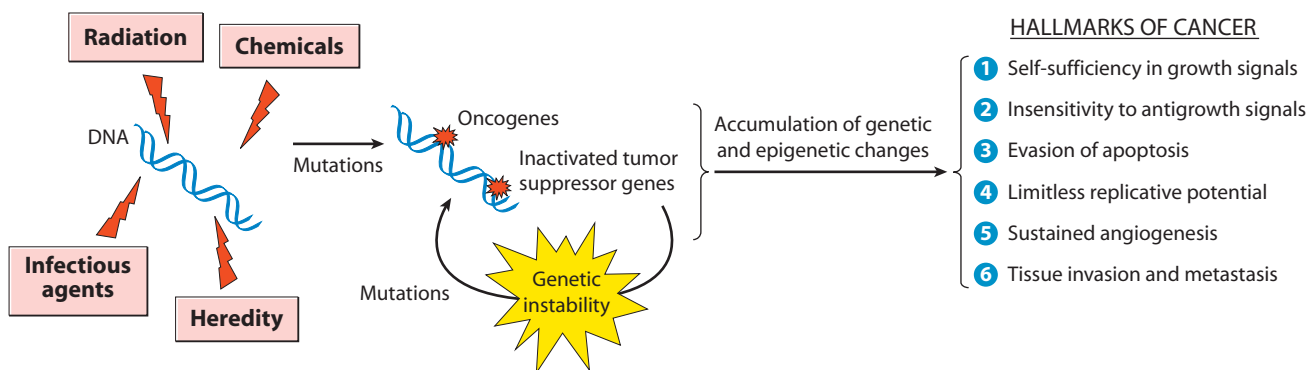 Radiation
Chemicals
DNA
Infectious
agents
Heredity
Mutations
Oncogenes
Inactivated tumor
suppressor genes
Mutations
Genetic
instability
Accumulation of genetic
and epigenetic changes
HALLMARKS OF CANCER
1 Self-sufficiency in growth signals
2 Insensitivity to antigrowth signals
3 Evasion of apoptosis
4 Limitless replicative potential
5 Sustained angiogenesis
6 Tissue invasion and metastasis